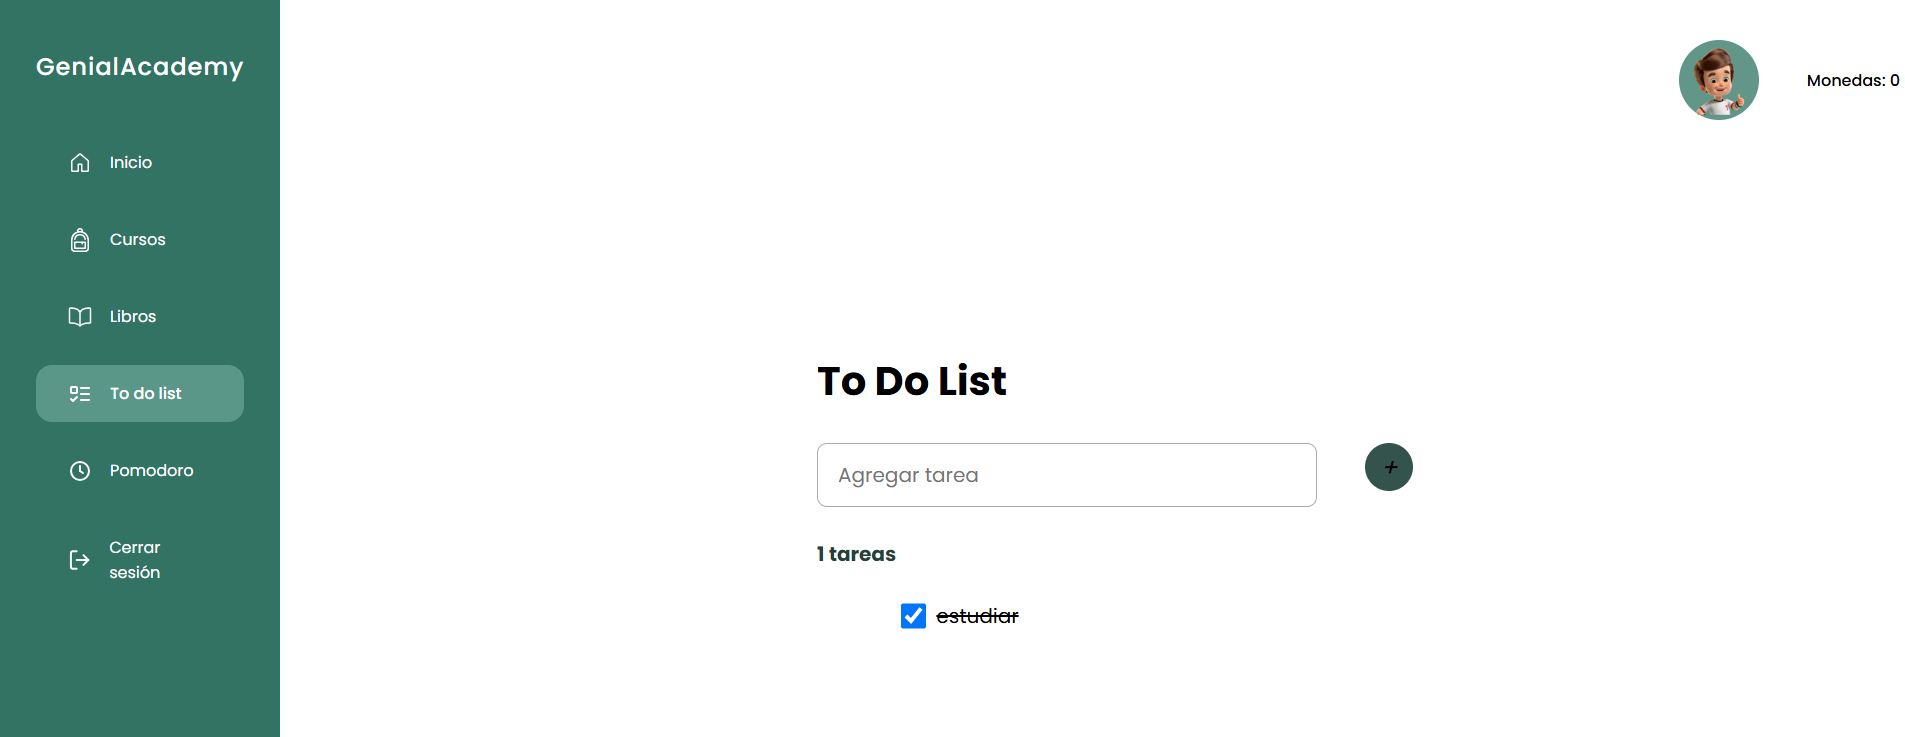 GenialAcademy
Monedas: 0
Inicio
Cursos
Libros
To do list
Pomodoro
Cerrar
sesión
To Do List
Agregar tarea
+
1 tareas
estudiar